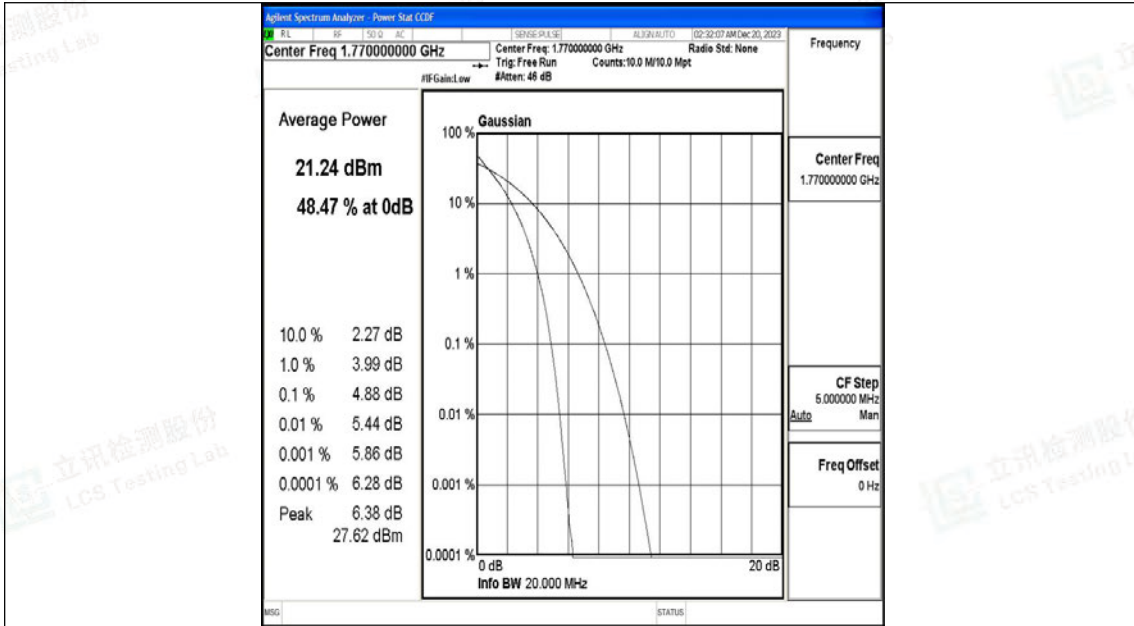 Agilent Spectrum Analyzer - Power Stat CCDF
RL RF 50 Ω AC SENSE:PULSE ALIGNAUTO 02:32:07 AM Dec 20, 2023
Center Freq 1.770000000 GHz
Center Freq: 1.770000000 GHz Radio Std: None
Trig: Free Run Counts:10.0 M/10.0 Mpt
#IFGain:Low #Atten: 46 dB
Frequency
Average Power
21.24 dBm
48.47 % at 0dB
10.0 % 2.27 dB
1.0 % 3.99 dB
0.1 % 4.88 dB
0.01 % 5.44 dB
0.001 % 5.86 dB
0.0001 % 6.28 dB
Peak 6.38 dB
27.62 dBm
Gaussian
100 %
10 %
1 %
0.1 %
0.01 %
0.001 %
0.0001 %
0 dB 20 dB
Info BW 20.000 MHz
Center Freq
1.770000000 GHz
CF Step
5.000000 MHz
Auto Man
Freq Offset
0 Hz
MSG STATUS
立讯检测股份
LCS Testing Lab
立讯检测股份
LCS Testing